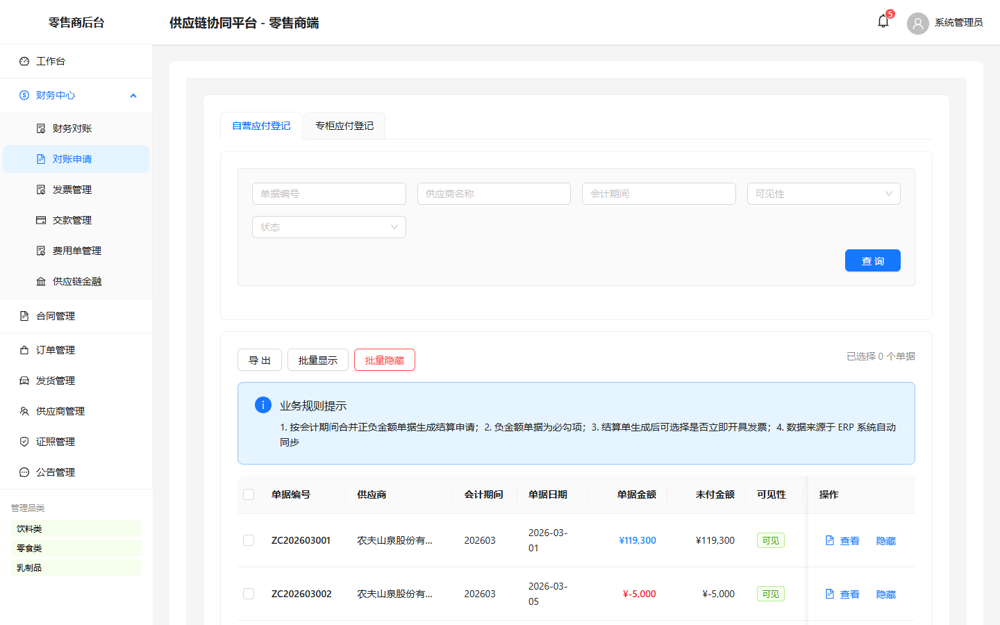 零售商后台
供应链协同平台 - 零售商端
5
系统管理员
工作台
财务中心
财务对账
对账申请
发票管理
交款管理
费用单管理
供应链金融
合同管理
订单管理
发货管理
供应商管理
证照管理
公告管理
管理品类
饮料类
零食类
乳制品
自营应付登记
专柜应付登记
单据编号
供应商名称
会计期间
可见性
状态
查 询
导 出
批量显示
批量隐藏
已选择 0 个单据
业务规则提示
1. 按会计期间合并正负金额单据生成结算申请；2. 负金额单据为必勾项；3. 结算单生成后可选择是否立即开具发票；4. 数据来源于 ERP 系统自动
同步
单据编号 供应商 会计期间 单据日期 单据金额 未付金额 可见性 操作
ZC202603001 农夫山泉股份有... 202603 2026-03-
01 ¥119,300 ¥119,300 可见 查看 隐藏
ZC202603002 农夫山泉股份有... 202603 2026-03-
05 ¥-5,000 ¥-5,000 可见 查看 隐藏